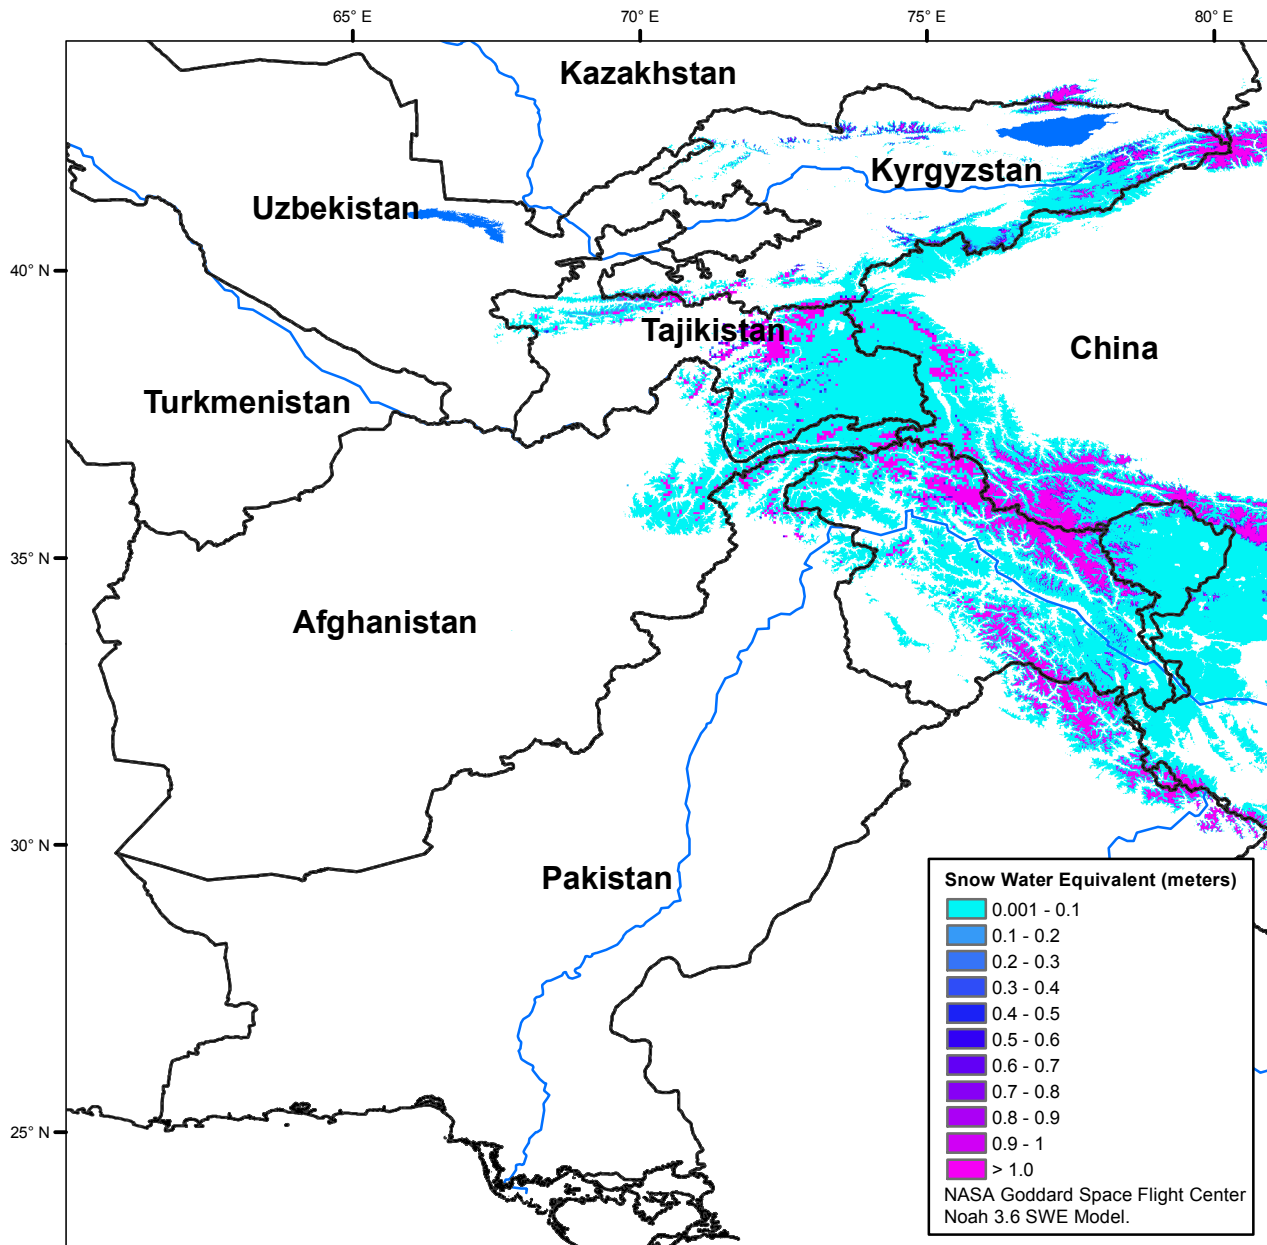 65° E
70° E
75° E
80° E
Kazakhstan
Kyrgyzstan
Uzbekistan
40° N
Tajikistan
China
Turkmenistan
35° N
Afghanistan
30° N
Pakistan
25° N
Snow Water Equivalent (meters)
0.001 - 0.1
0.1 - 0.2
0.2 - 0.3
0.3 - 0.4
0.4 - 0.5
0.5 - 0.6
0.6 - 0.7
0.7 - 0.8
0.8 - 0.9
0.9 - 1
> 1.0
NASA Goddard Space Flight Center
Noah 3.6 SWE Model.